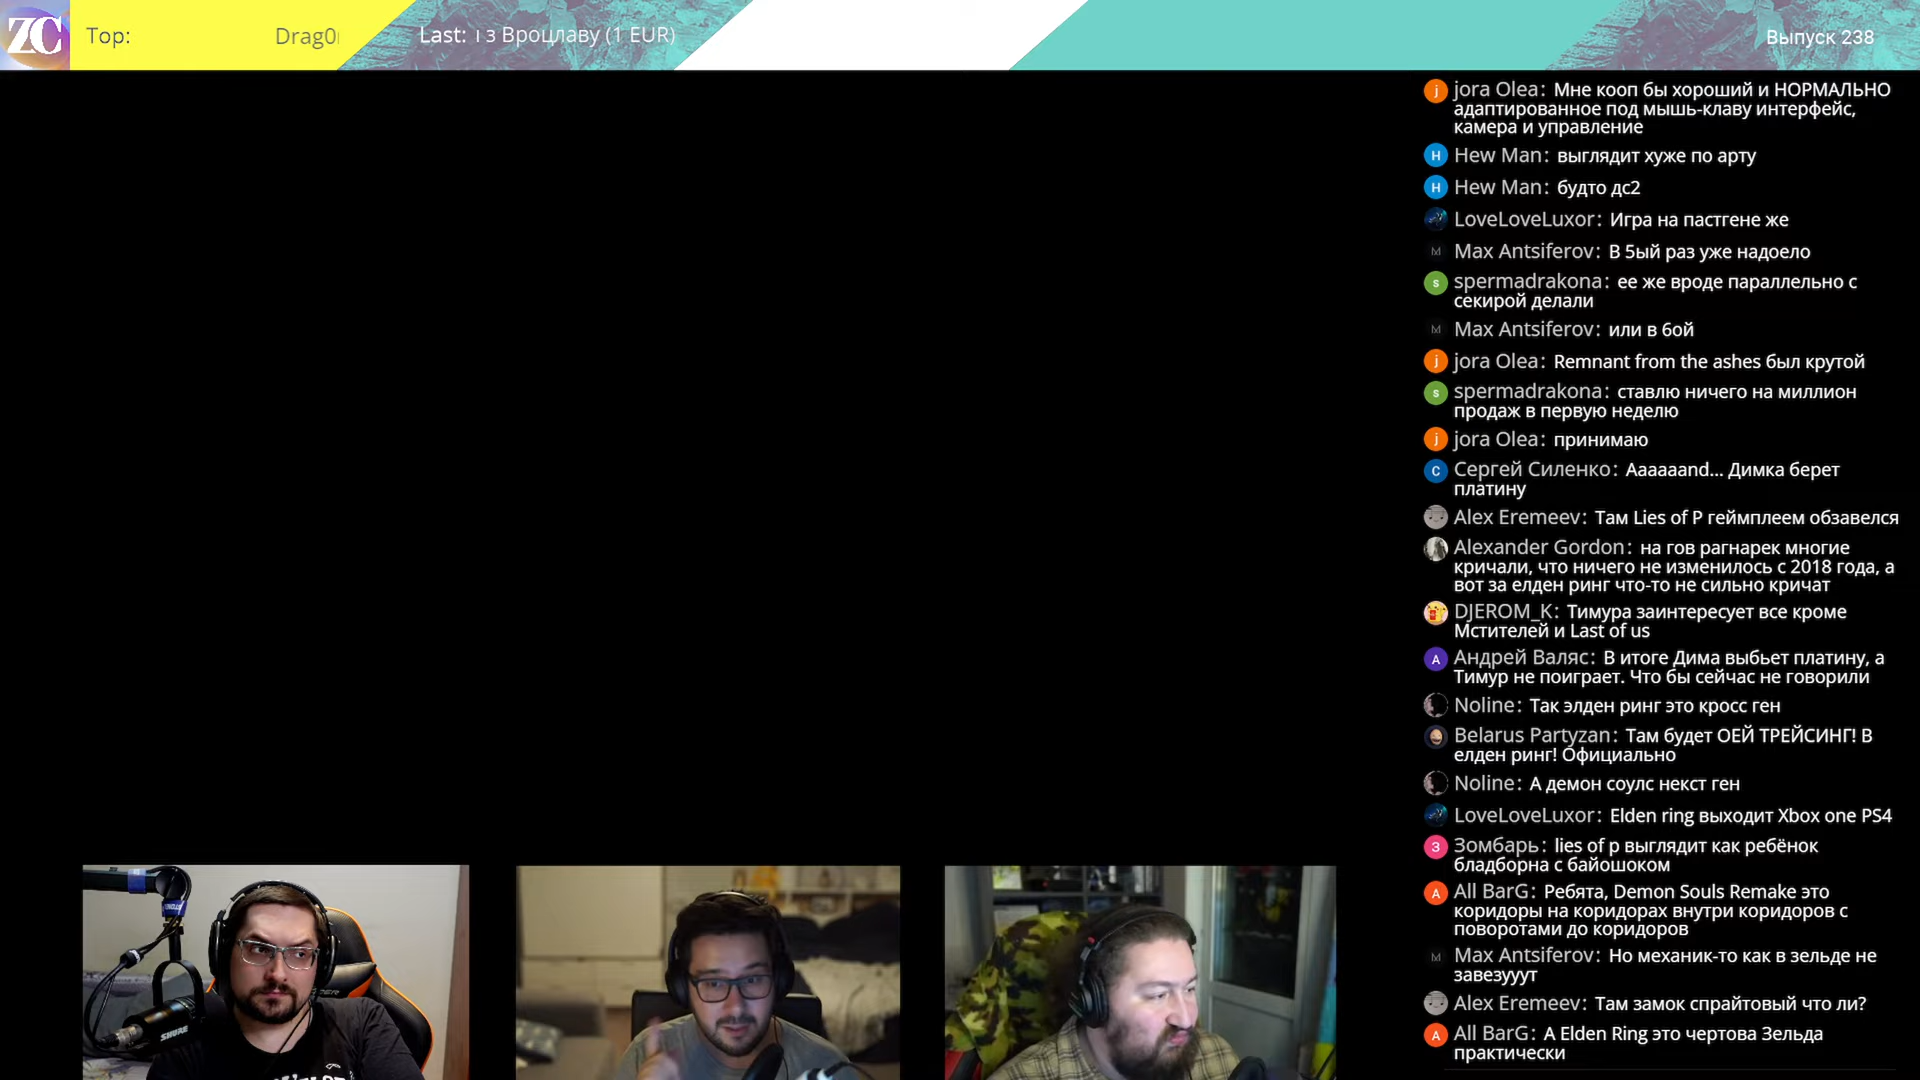 ZC
Top:
Drag0
Last: і з Вроцлаву (1 EUR)
Выпуск 238
jora Olea: Мне кооп бы хороший и НОРМАЛЬНО
адаптированное под мышь-клаву интерфейс,
камера и управление
Hew Man: выглядит хуже по арту
Hew Man: будто дс2
LoveLoveLuxor: Игра на пастгене же
Max Antsiferov: В 5ый раз уже надоело
spermadrakona: ее же вроде параллельно с
секирой делали
Max Antsiferov: или в 6ой
jora Olea: Remnant from the ashes был крутой
spermadrakona: ставлю ничего на миллион
продаж в первую неделю
jora Olea: принимаю
Сергей Силенко: Aaaaaand... Димка берет
платину
Alex Eremeev: Там Lies of P геймплеем обзавелся
Alexander Gordon: на гов рагнарек многие
кричали, что ничего не изменилось с 2018 года, а
вот за елден ринг что-то не сильно кричат
DJEROM_K: Тимура заинтересует все кроме
Мстителей и Last of us
Андрей Валяс: В итоге Дима выбьет платину, а
Тимур не поиграет. Что бы сейчас не говорили
Noline: Так элден ринг это кросс ген
Belarus Partyzan: Там будет ОЕЙ ТРЕЙСИНГ! В
елден ринг! Официально
Noline: А демон соулс некст ген
LoveLoveLuxor: Elden ring выходит Xbox one PS4
Зомбарь: lies of p выглядит как ребёнок
бладборна с байошоком
All BarG: Ребята, Demon Souls Remake это
коридоры на коридорах внутри коридоров с
поворотами до коридоров
Max Antsiferov: Но механик-то как в зельде не
завезуууt
Alex Eremeev: Там замок спрайтовый что ли?
All BarG: А Elden Ring это чертова Зельда
практически
SHURE